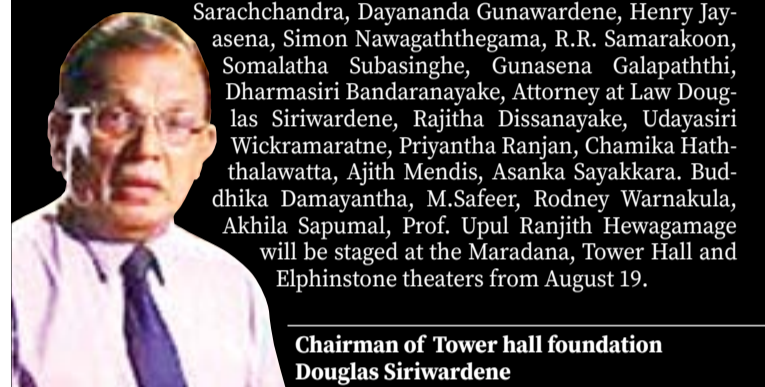 Sarachchandra, Dayananda Gunawardene, Henry Jay-
asena, Simon Nawagaththegama, R.R. Samarakoon,
Somalatha Subasinghe, Gunasena Galapaththi,
Dharmasiri Bandaranayake, Attorney at Law Doug-
las Siriwardene, Rajitha Dissanayake, Udayasiri
Wickramaratne, Priyantha Ranjan, Chamika Hath-
thalawatta, Ajith Mendis, Asanka Sayakkara. Bud-
dhika Damayantha, M.Safeer, Rodney Warnakula,
Akhila Sapumal, Prof. Upul Ranjith Hewagamage
will be staged at the Maradana, Tower Hall and
Elphinstone theaters from August 19.
Chairman of Tower hall foundation
Douglas Siriwardene